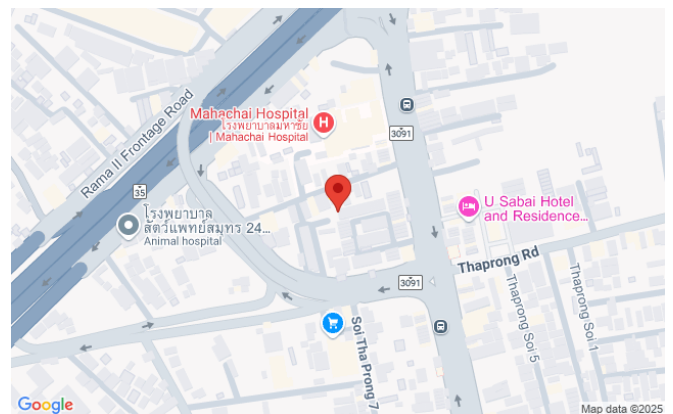 Mahachai Hospital
โรงพยาบาลมหาชัย
| Mahachai Hospital
H
3091
Rama II Frontage Road
35
U Sabai Hotel
and Residence...
โรงพยาบาล
สัตว์แพทย์สมุทร 24...
Animal hospital
Thaprong Rd
3091
Soi Tha Prong 7
Thaprong Soi 5
Thaprong Soi 1
Google
Map data ©2025